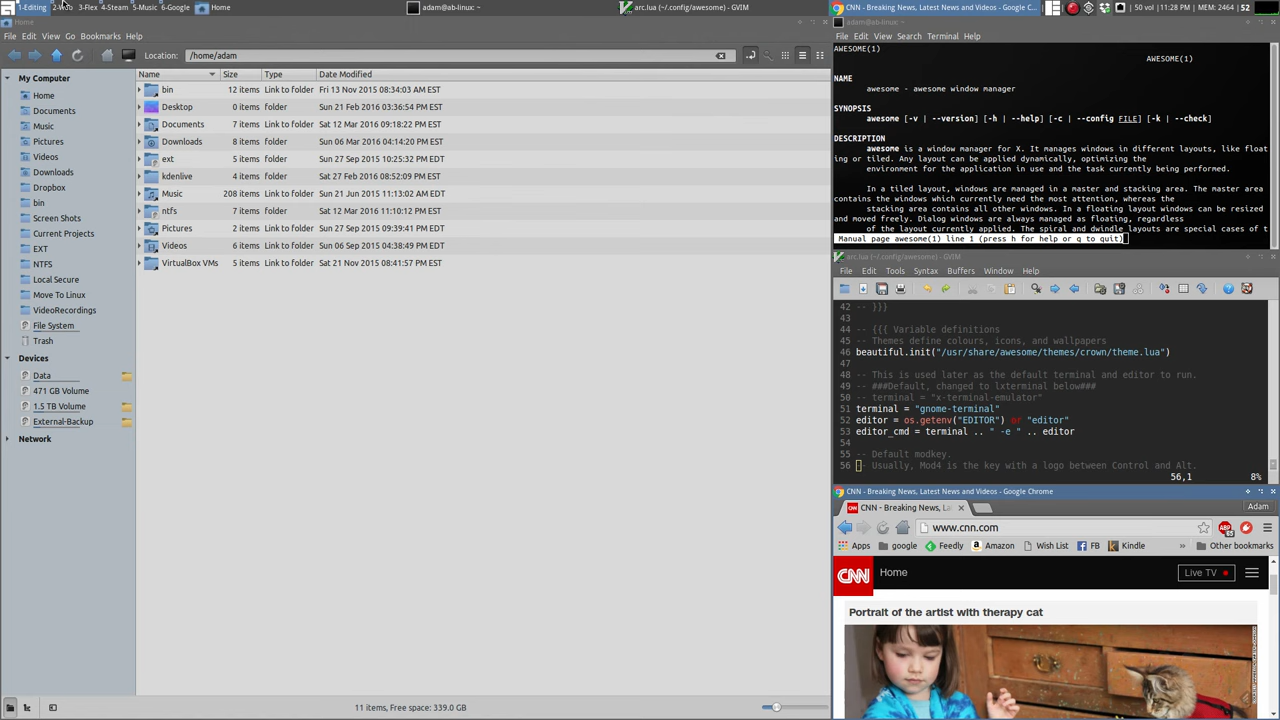 1-Editing 3-Flex 4-Steam 5-Music 6-Google Home adam@ab-linux: ~ arc.lua (~/.config/awesome) - GVIM CNN - Breaking News, Latest News and Videos - Google C... 50 vol 11:28 PM MEM: 2464 52
Home
File Edit View Go Bookmarks Help
Location: /home/adam
My Computer
Home
Documents
Music
Pictures
Videos
Downloads
Dropbox
bin
Screen Shots
Current Projects
EXT
NTFS
Local Secure
Move To Linux
VideoRecordings
File System
Trash
Devices
Data
471 GB Volume
1.5 TB Volume
External-Backup
Network
Name Size Type Date Modified
bin 12 items Link to folder Fri 13 Nov 2015 08:34:03 AM EST
Desktop 0 items folder Sun 21 Feb 2016 03:36:54 PM EST
Documents 7 items Link to folder Sat 12 Mar 2016 09:18:22 PM EST
Downloads 8 items Link to folder Sun 06 Mar 2016 04:14:20 PM EST
ext 5 items folder Sun 27 Sep 2015 10:25:32 PM EDT
kdenlive 4 items folder Sat 27 Feb 2016 08:52:09 PM EST
Music 208 items Link to folder Sun 21 Jun 2015 11:13:02 AM EDT
ntfs 7 items folder Sat 12 Mar 2016 11:10:12 PM EST
Pictures 2 items Link to folder Sun 27 Sep 2015 09:39:41 PM EDT
Videos 6 items Link to folder Sun 06 Sep 2015 04:38:49 PM EDT
VirtualBox VMs 5 items Link to folder Sat 21 Nov 2015 08:41:57 PM EST
11 items, Free space: 339.0 GB
adam@ab-linux: ~
File Edit View Search Terminal Help
AWESOME(1)
AWESOME(1)
NAME
awesome - awesome window manager
SYNOPSIS
awesome [-v | --version] [-h | --help] [-c | --config FILE] [-k | --check]
DESCRIPTION
awesome is a window manager for X. It manages windows in different layouts, like float
ing or tiled. Any layout can be applied dynamically, optimizing the
environment for the application in use and the task currently being performed.
In a tiled layout, windows are managed in a master and stacking area. The master area
contains the windows which currently need the most attention, whereas the
stacking area contains all other windows. In a floating layout windows can be resized
and moved freely. Dialog windows are always managed as floating, regardless
of the layout currently applied. The spiral and dwindle layouts are special cases of t
Manual page awesome(1) line 1 (press h for help or q to quit)
arc.lua (~/.config/awesome) - GVIM
File Edit Tools Syntax Buffers Window Help
42 -- }}}
43
44 -- {{{ Variable definitions
45 -- Themes define colours, icons, and wallpapers
46 beautiful.init("/usr/share/awesome/themes/crown/theme.lua")
47
48 -- This is used later as the default terminal and editor to run.
49 -- ###Default, changed to lxterminal below###
50 -- terminal = "x-terminal-emulator"
51 terminal = "gnome-terminal"
52 editor = os.getenv("EDITOR") or "editor"
53 editor_cmd = terminal .. " -e " .. editor
54
55 -- Default modkey.
56 -- Usually, Mod4 is the key with a logo between Control and Alt.
56,1 8%
CNN - Breaking News, Latest News and Videos - Google Chrome
CNN - Breaking News, L Adam
www.cnn.com
Apps google Feedly Amazon Wish List FB Kindle » Other bookmarks
CNN Home Live TV
Portrait of the artist with therapy cat